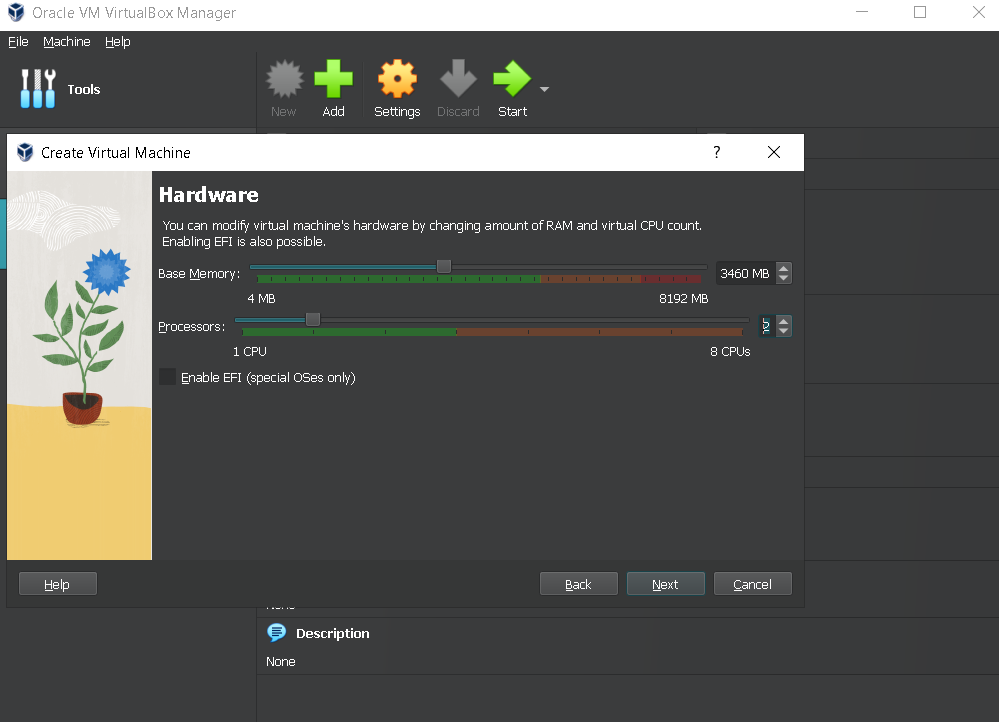 Oracle VM VirtualBox Manager
File Machine Help
Tools
New Add Settings Discard Start
Create Virtual Machine ?
Hardware
You can modify virtual machine's hardware by changing amount of RAM and virtual CPU count.
Enabling EFI is also possible.
Base Memory: 3460 MB
4 MB 8192 MB
Processors:
1 CPU 8 CPUs
Enable EFI (special OSes only)
Help Back Next Cancel
Description
None